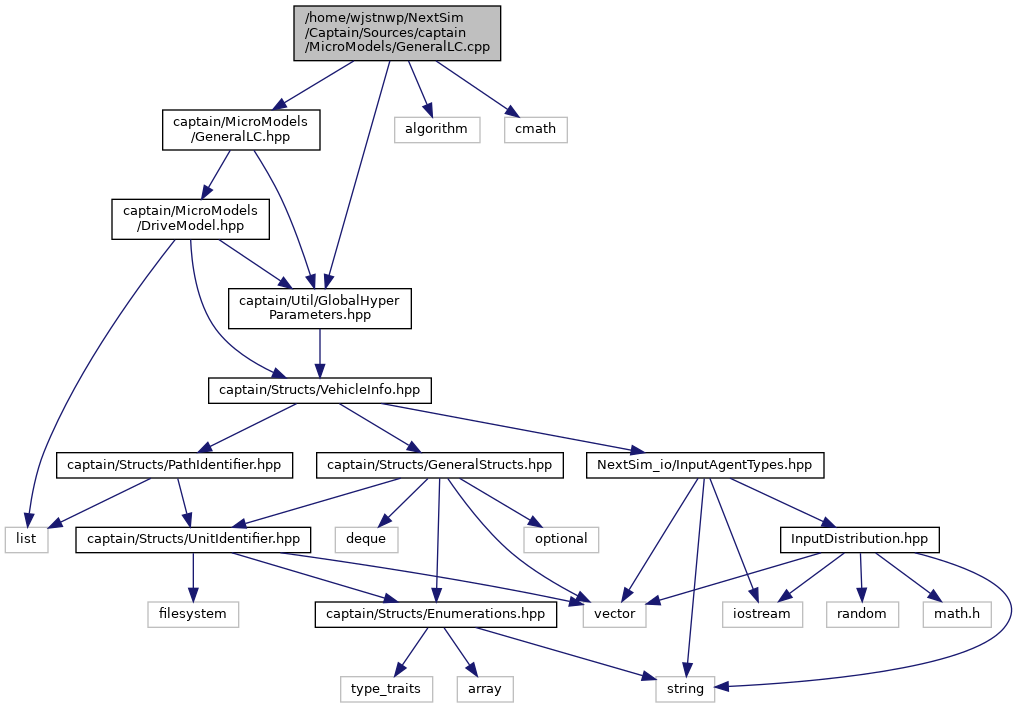 /home/wjstnwp/NextSim
/Captain/Sources/captain
/MicroModels/GeneralLC.cpp
captain/MicroModels
/GeneralLC.hpp
algorithm
cmath
captain/MicroModels
/DriveModel.hpp
captain/Util/GlobalHyper
Parameters.hpp
captain/Structs/VehicleInfo.hpp
captain/Structs/PathIdentifier.hpp
captain/Structs/GeneralStructs.hpp
NextSim_io/InputAgentTypes.hpp
list
captain/Structs/UnitIdentifier.hpp
deque
optional
InputDistribution.hpp
filesystem
captain/Structs/Enumerations.hpp
vector
iostream
random
math.h
type_traits
array
string